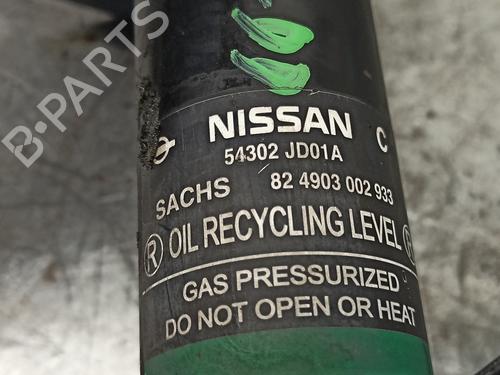 NISSAN C
54302 JD01A
SACHS 82 4903 002 933
R OIL RECYCLING LEVEL R
GAS PRESSURIZED
DO NOT OPEN OR HEAT
B-PARTS